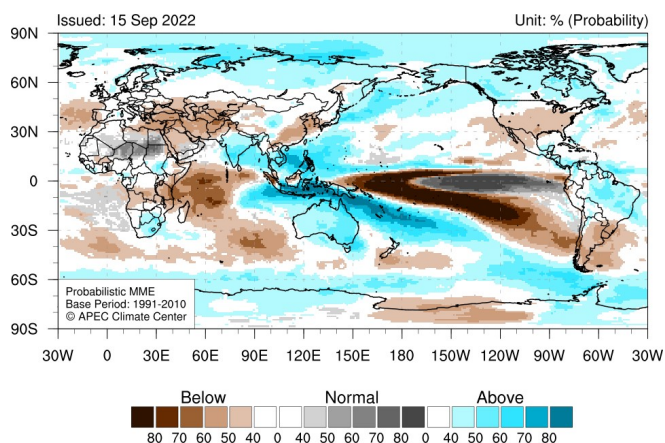 Issued: 15 Sep 2022 Unit: % (Probability)
90N
60N
30N
0
30S
60S
90S
Probabilistic MME
Base Period: 1991-2010
© APEC Climate Center
30W 0 30E 60E 90E 120E 150E 180 150W 120W 90W 60W 30W
Below Normal Above
80 70 60 50 40 0 40 50 60 70 80 0 40 50 60 70 80